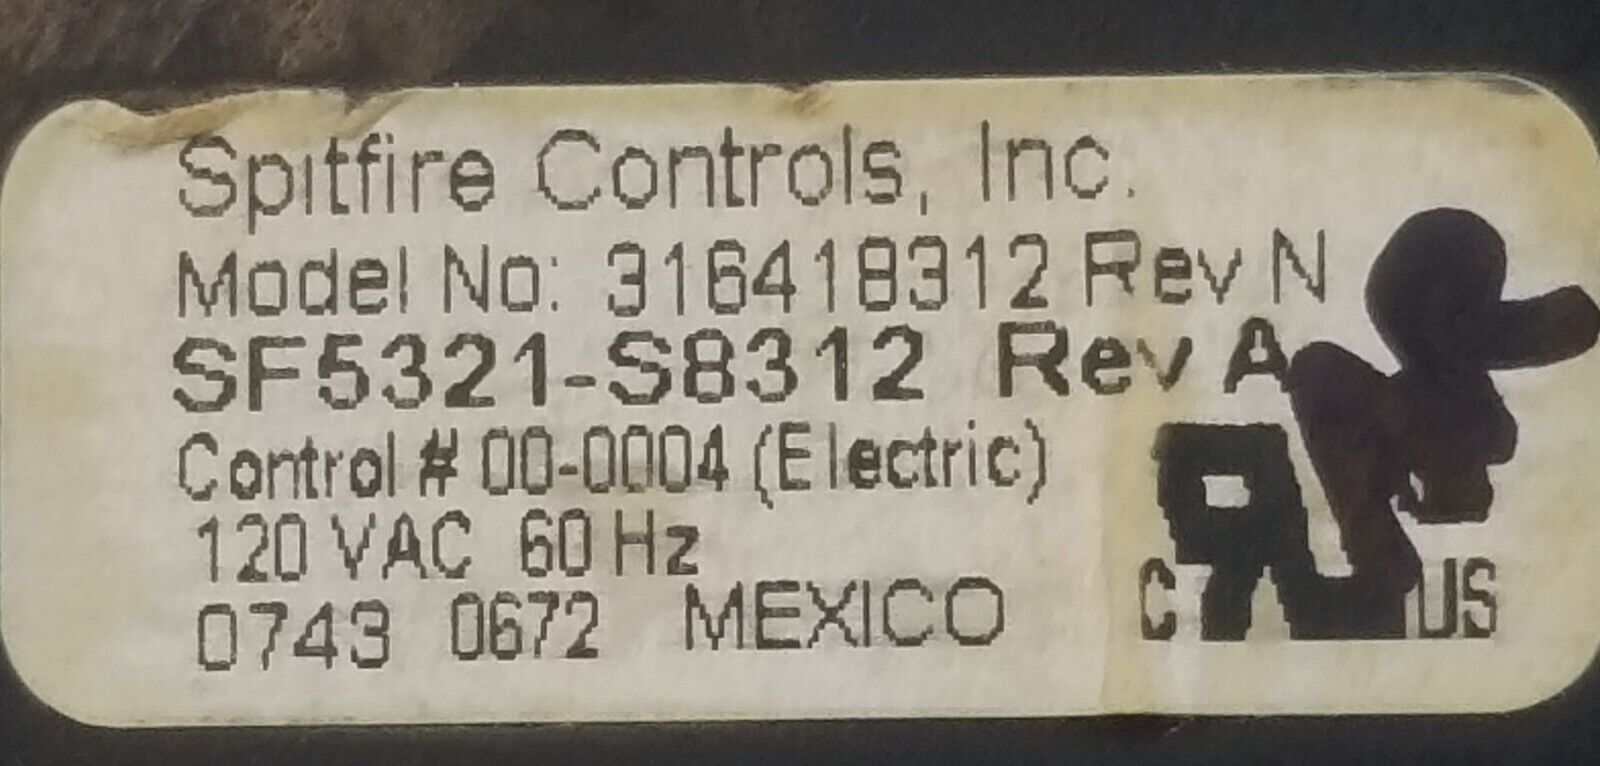 Spitfire Controls, Inc.
Model No: 316418312 Rev N
SF5321-S8312 Rev A
Control # 00-0004 (Electric)
120 VAC 60 Hz
0743 0672 MEXICO
C US